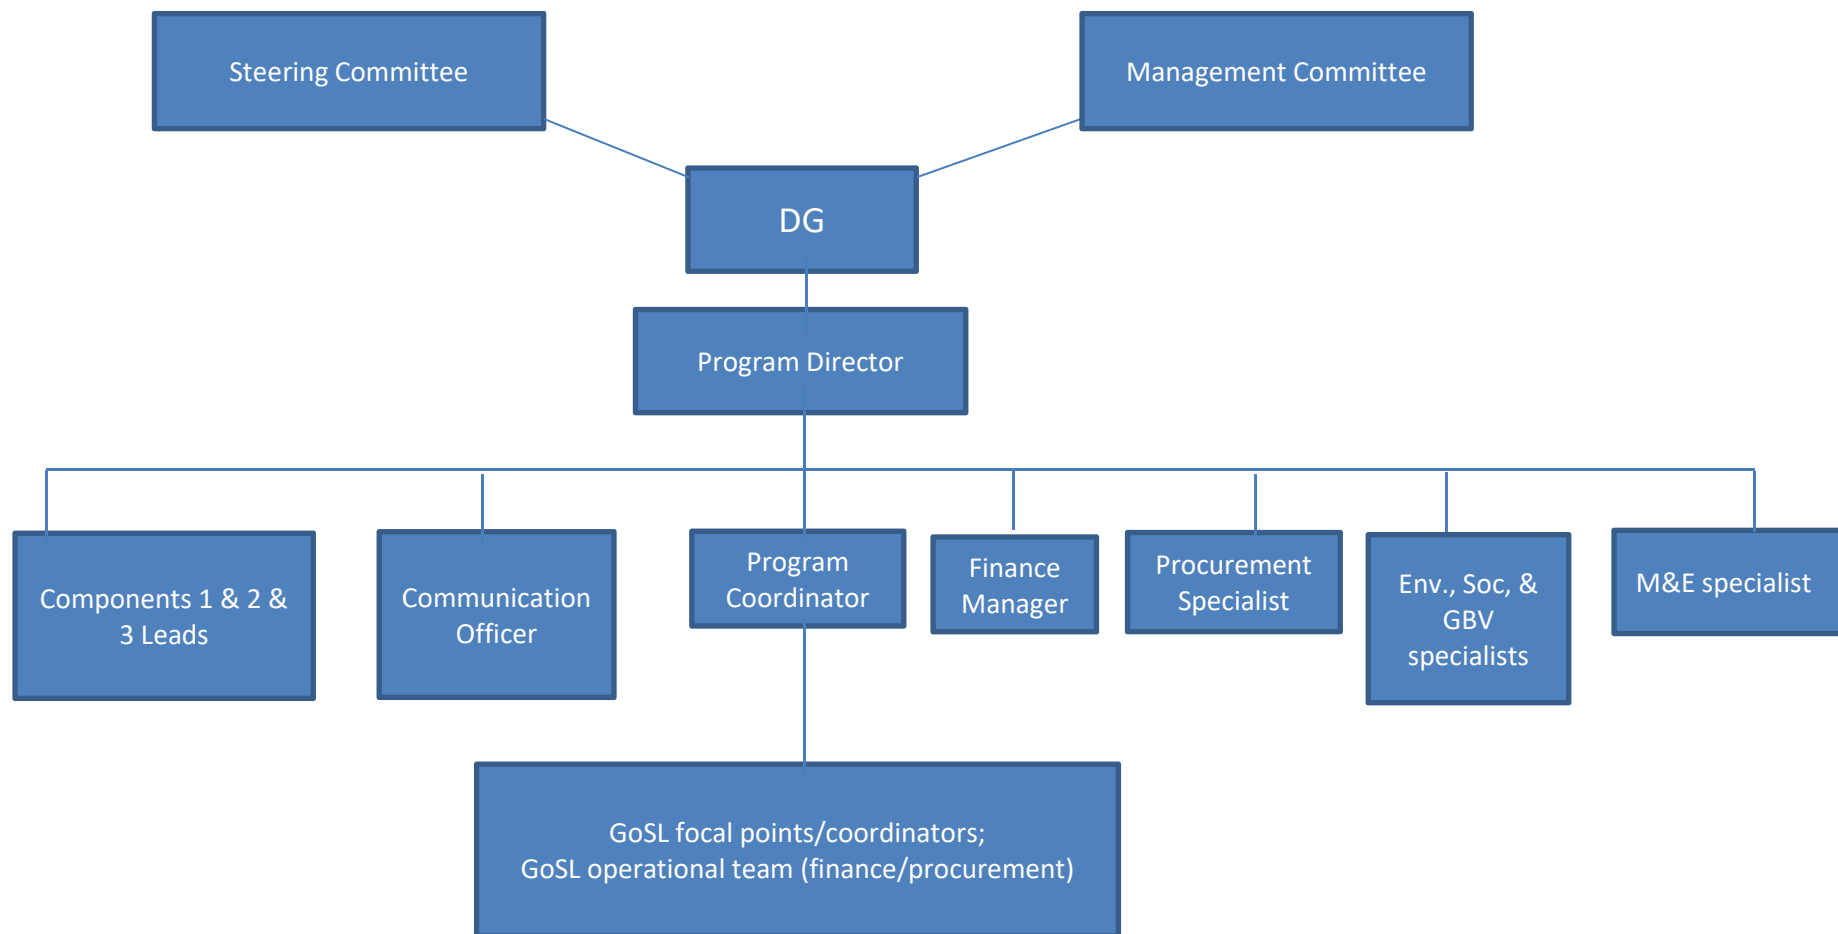 Steering Committee
Management Committee
DG
Program Director
Components 1 & 2 &
3 Leads
Communication
Officer
Program
Coordinator
Finance
Manager
Procurement
Specialist
Env., Soc, &
GBV
specialists
M&E specialist
GoSL focal points/coordinators;
GoSL operational team (finance/procurement)